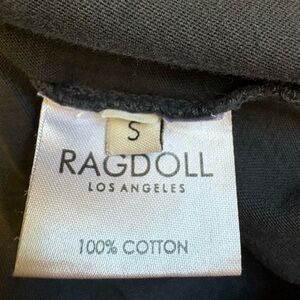 S
RAGDOLL
LOS ANGELES
100% COTTON